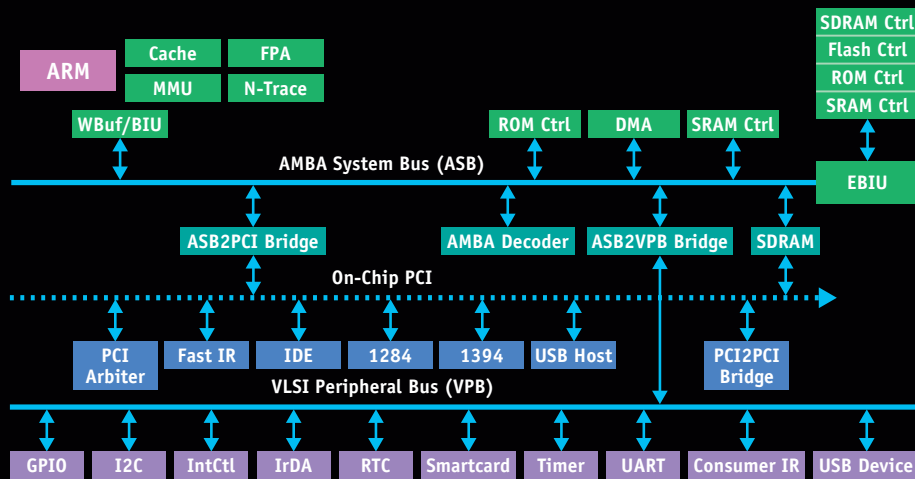 SDRAM Ctrl
Flash Ctrl
ROM Ctrl
SRAM Ctrl
ARM
Cache
FPA
MMU
N-Trace
WBuf/BIU
ROM Ctrl
DMA
SRAM Ctrl
AMBA System Bus (ASB)
EBIU
ASB2PCI Bridge
AMBA Decoder
ASB2VPB Bridge
SDRAM
On-Chip PCI
PCI
Arbiter
Fast IR
IDE
1284
1394
USB Host
PCI2PCI
Bridge
VLSI Peripheral Bus (VPB)
GPIO
I2C
IntCtl
IrDA
RTC
Smartcard
Timer
UART
Consumer IR
USB Device